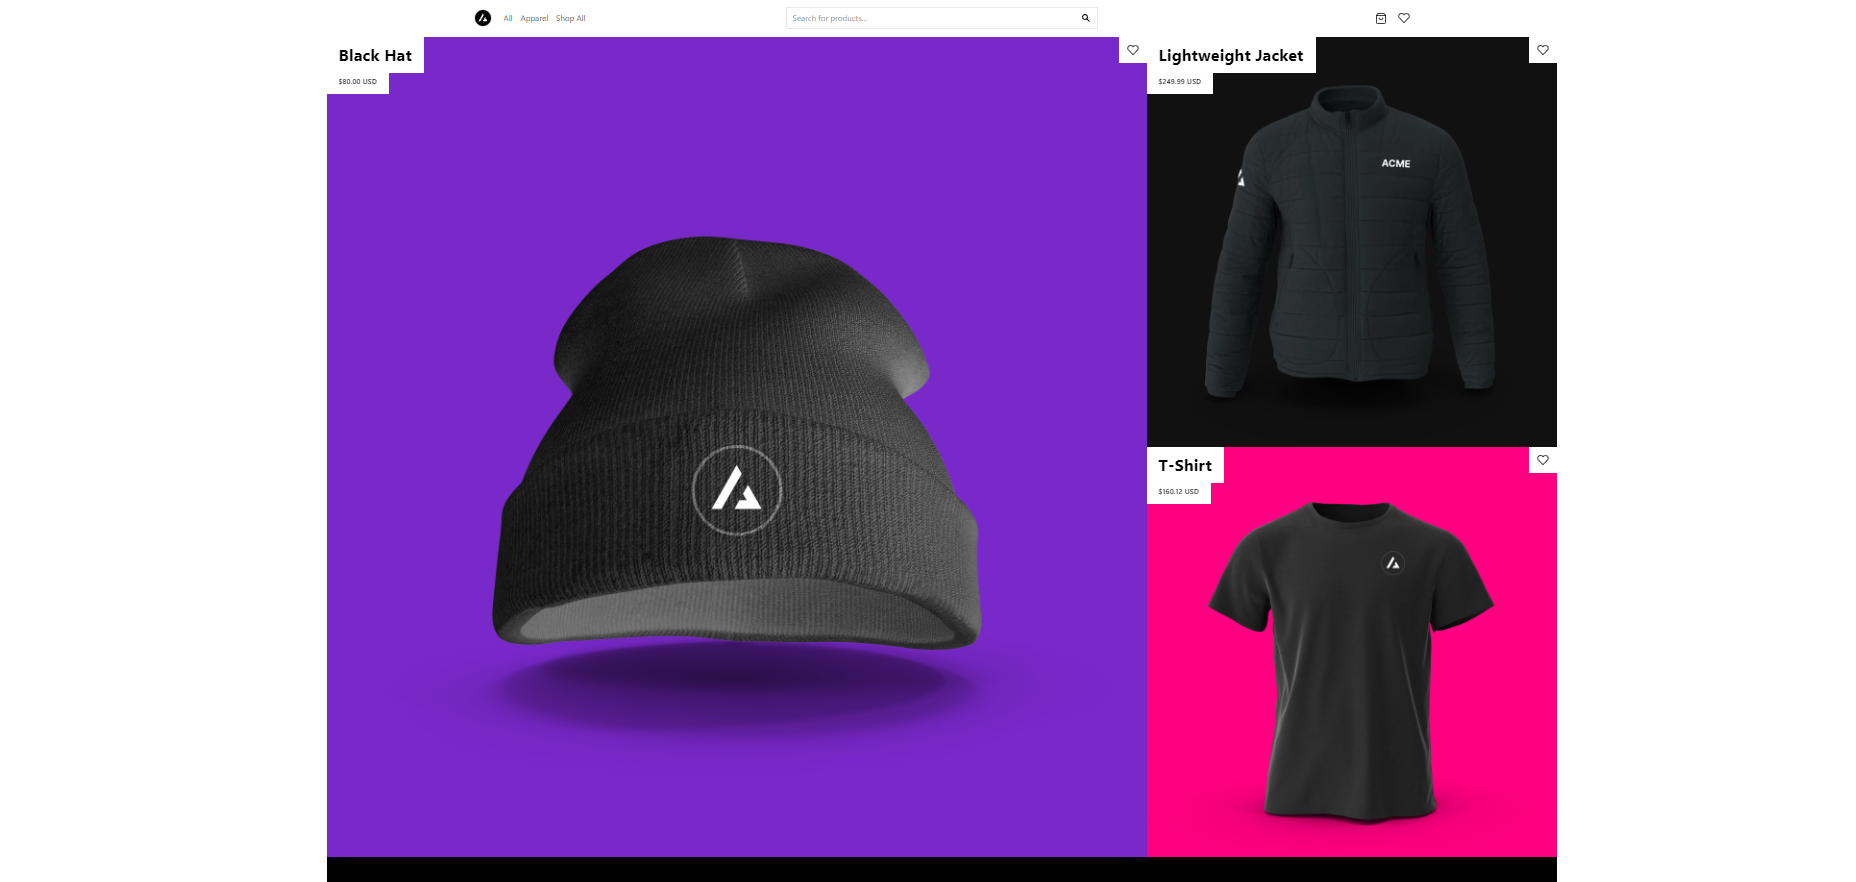 All Apparel Shop All
Search for products...
Black Hat
$80.00 USD
Lightweight Jacket
$249.99 USD
ACME
T-Shirt
$160.12 USD